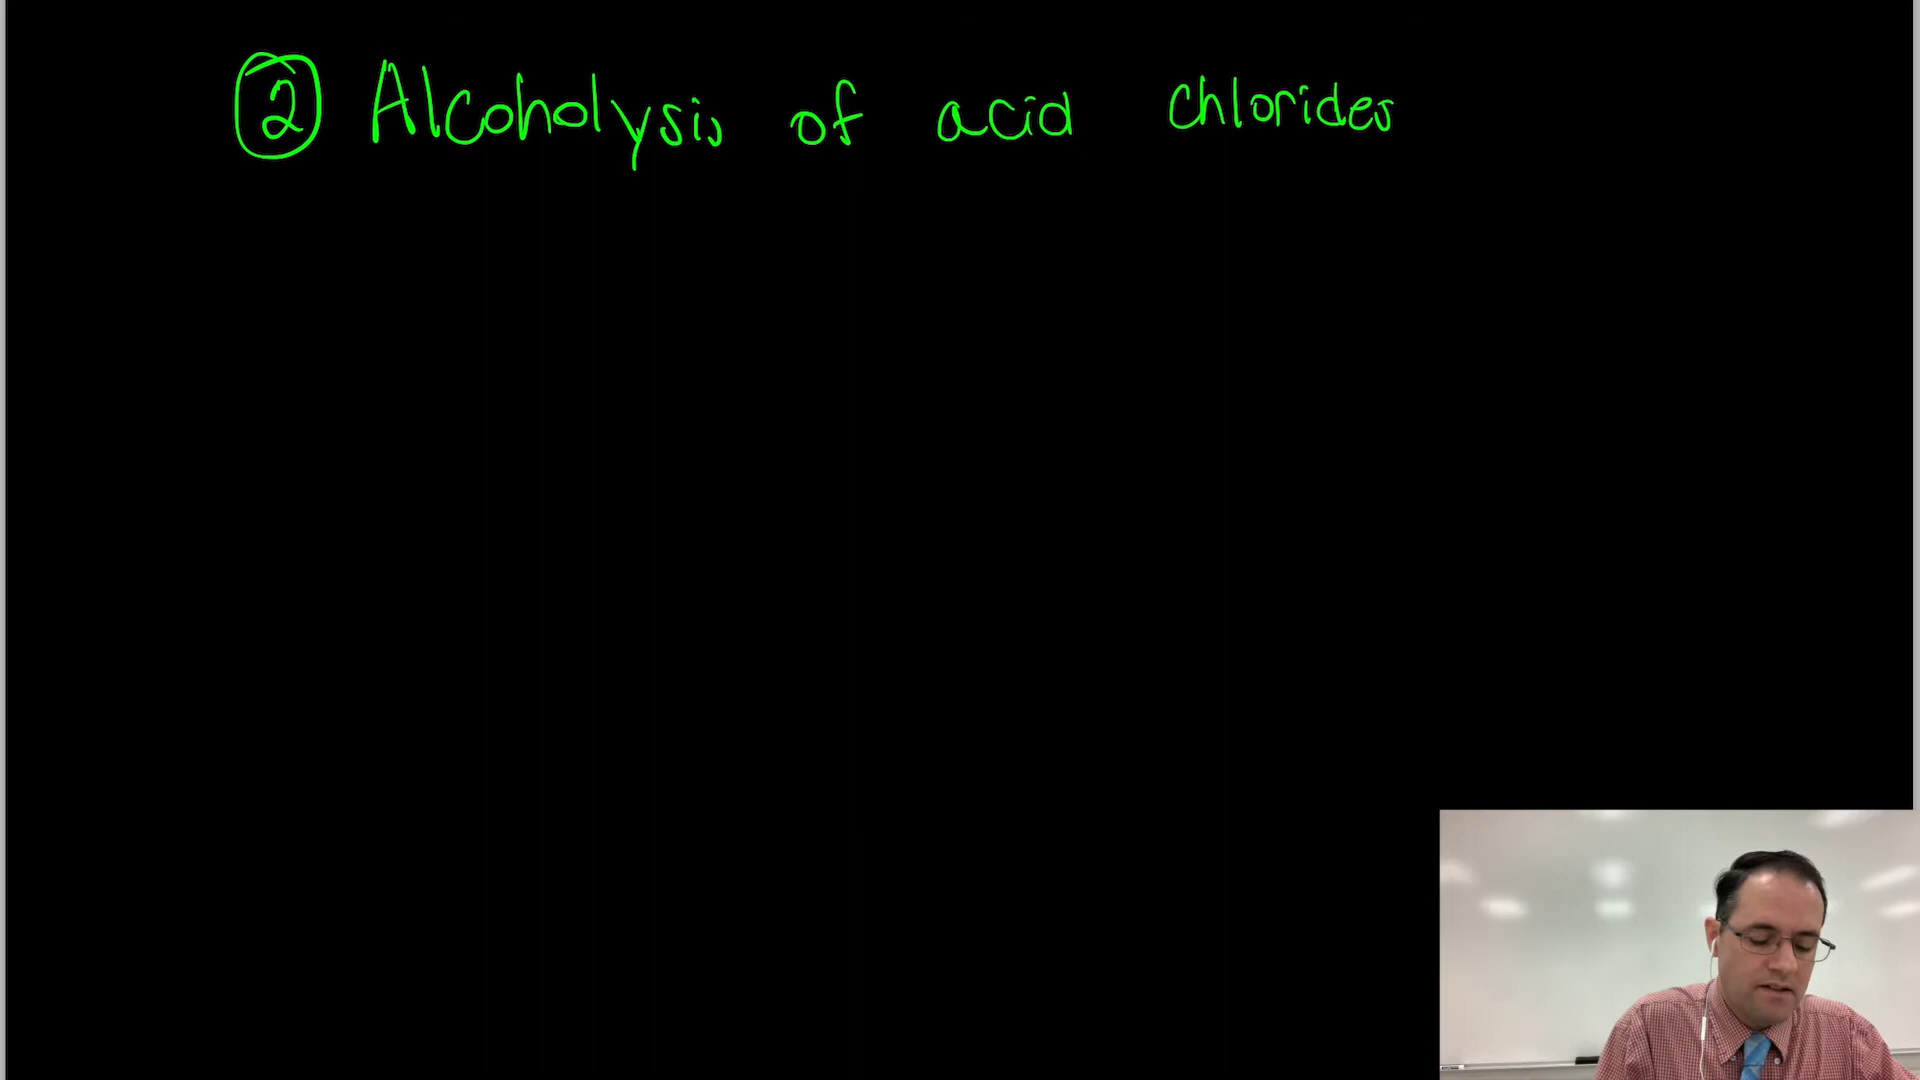 ② Alcoholysis of acid chlorides